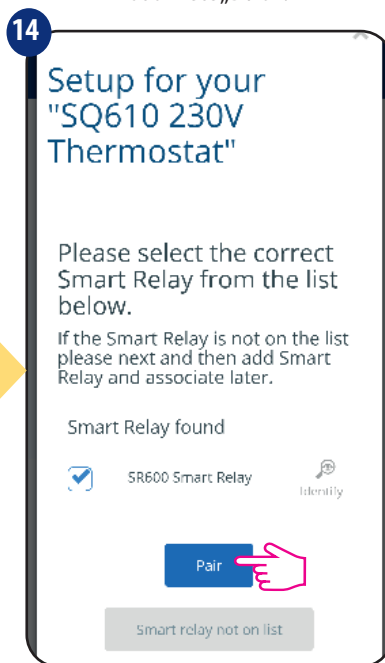 14
Setup for your
"SQ610 230V
Thermostat"
Please select the correct
Smart Relay from the list
below.
If the Smart Relay is not on the list
please next and then add Smart
Relay and associate later.
Smart Relay found
SR600 Smart Relay
Identify
Pair
Smart relay not on list